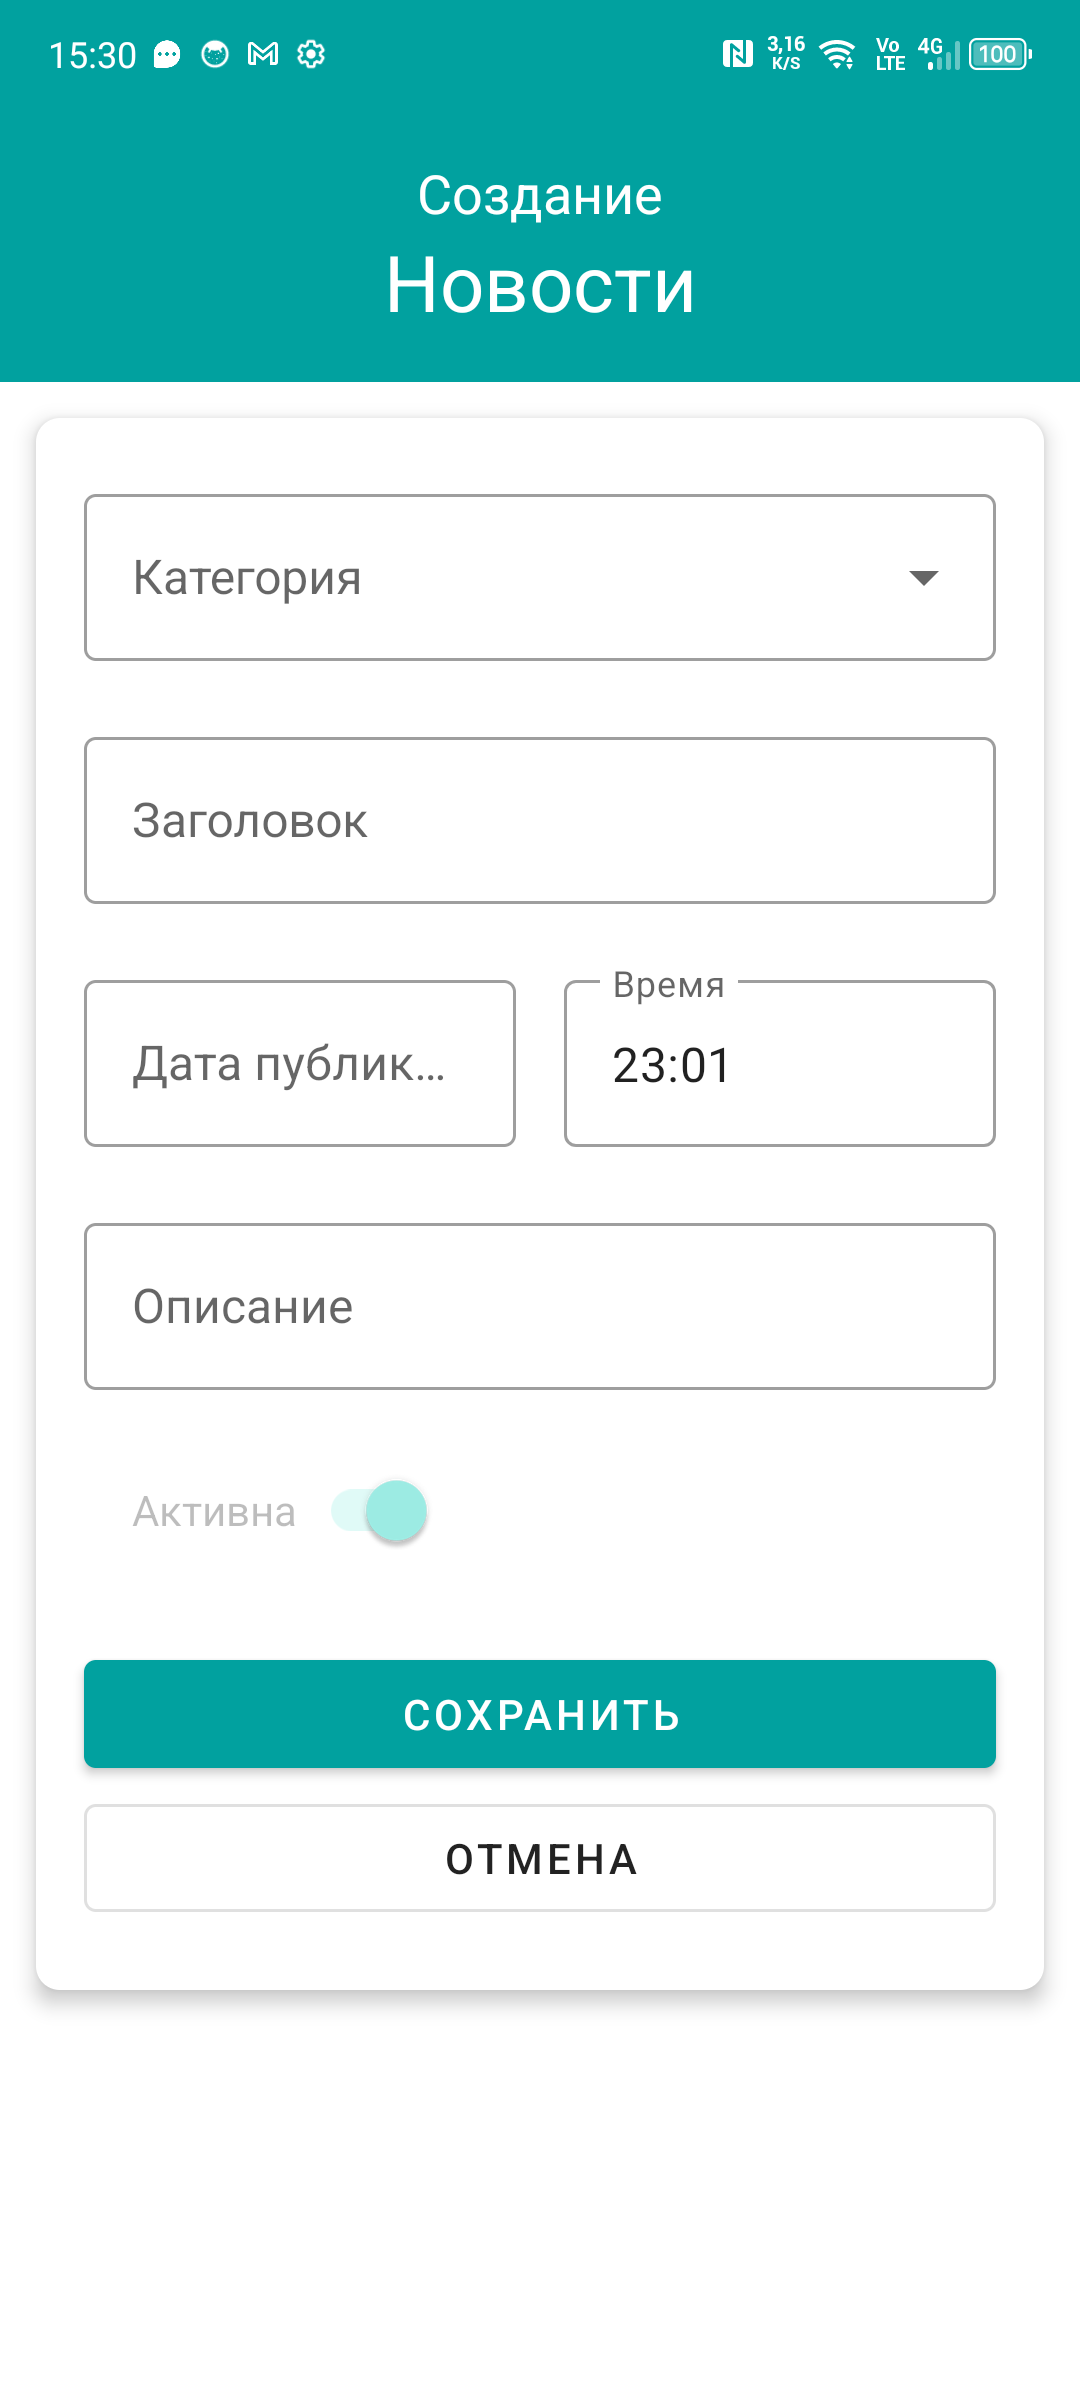 15:30 3,16 K/S Vo LTE 4G 100
Создание
Новости
Категория
Заголовок
Дата публик...
Время
23:01
Описание
Активна
СОХРАНИТЬ
ОТМЕНА